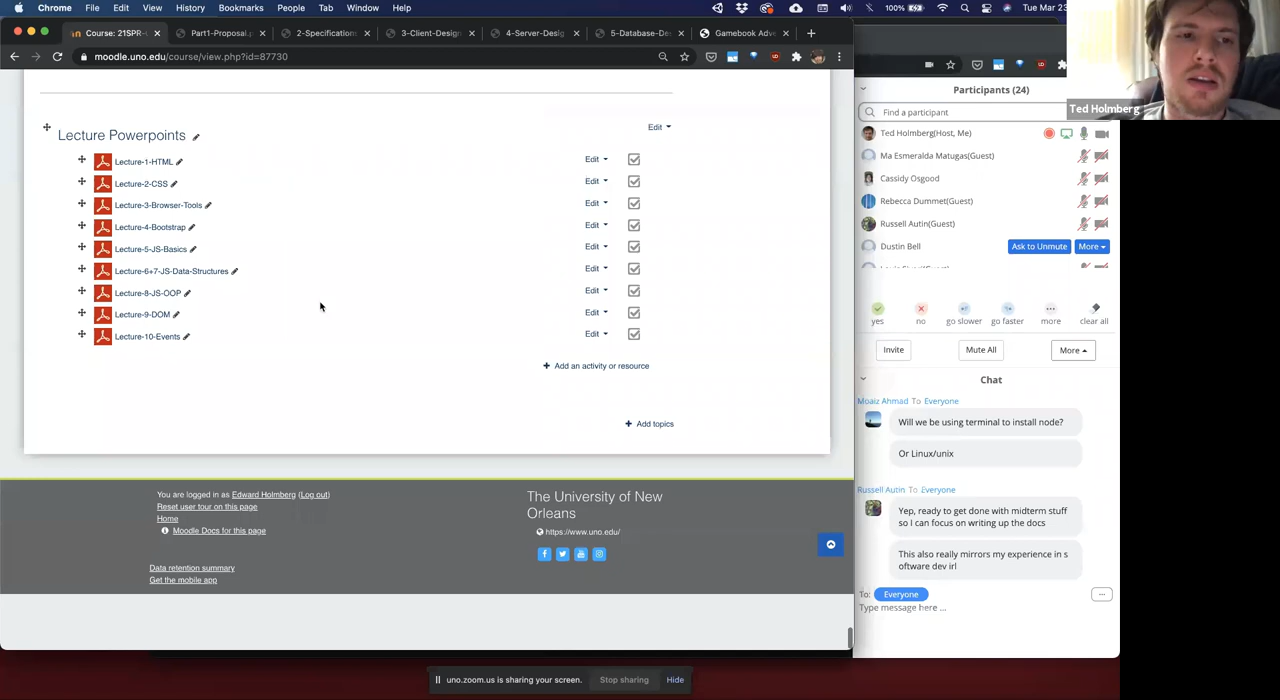 Chrome File Edit View History Bookmarks People Tab Window Help
100% Tue Mar 23
Course: 21SPR- Part1-Proposal.p 2-Specification 3-Client-Design 4-Server-Desig 5-Database-De Gamebook Adve
moodle.uno.edu/course/view.php?id=87730
Ted Holmberg
Participants (24)
Find a participant
Ted Holmberg(Host, Me)
Ma Esmeralda Matugas(Guest)
Cassidy Osgood
Rebecca Dummet(Guest)
Russell Autin(Guest)
Dustin Bell Ask to Unmute More
yes no go slower go faster more clear all
Invite Mute All More
Chat
Moaiz Ahmad To Everyone
Will we be using terminal to install node?
Or Linux/unix
Russell Autin To Everyone
Yep, ready to get done with midterm stuff
so I can focus on writing up the docs
This also really mirrors my experience in s
oftware dev irl
To: Everyone
Type message here ...
Lecture Powerpoints Edit
Lecture-1-HTML Edit
Lecture-2-CSS Edit
Lecture-3-Browser-Tools Edit
Lecture-4-Bootstrap Edit
Lecture-5-JS-Basics Edit
Lecture-6+7-JS-Data-Structures Edit
Lecture-8-JS-OOP Edit
Lecture-9-DOM Edit
Lecture-10-Events Edit
Add an activity or resource
Add topics
You are logged in as Edward Holmberg (Log out)
Reset user tour on this page
Home
Moodle Docs for this page
Data retention summary
Get the mobile app
The University of New
Orleans
https://www.uno.edu/
uno.zoom.us is sharing your screen. Stop sharing Hide